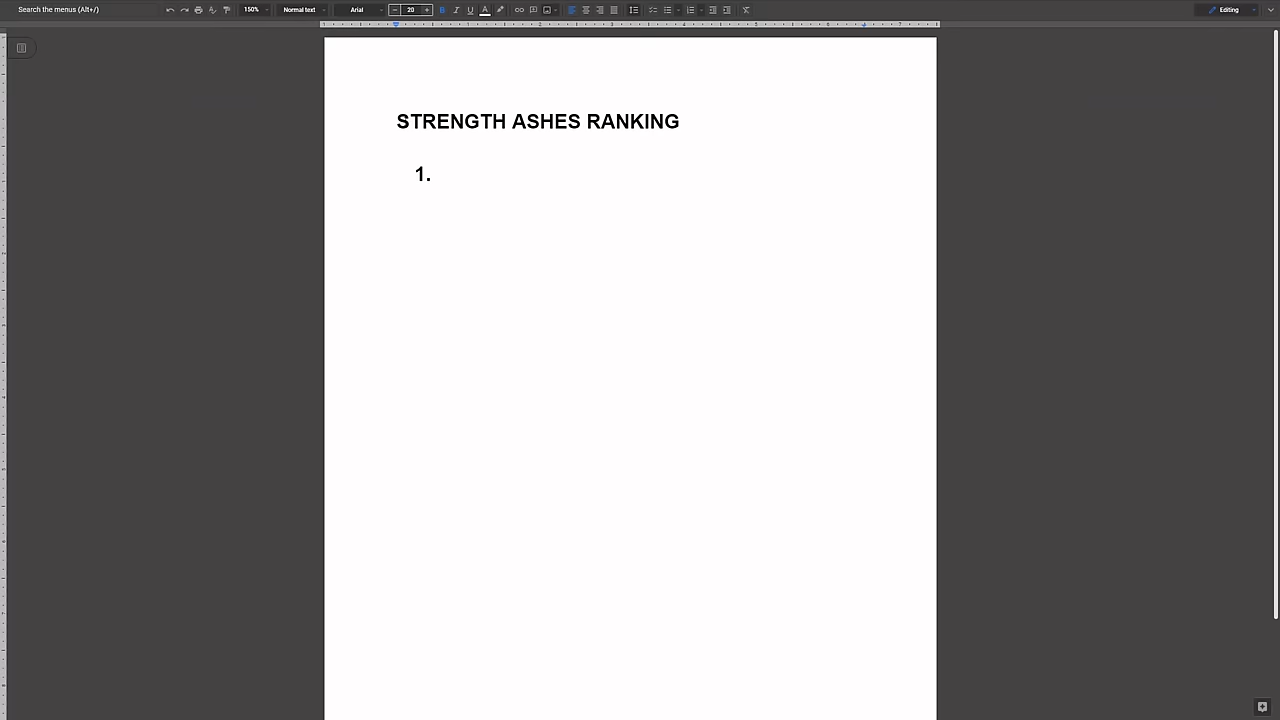 Search the menus (Alt+/)
150%
Normal text
Arial
20
Editing
STRENGTH ASHES RANKING
1.